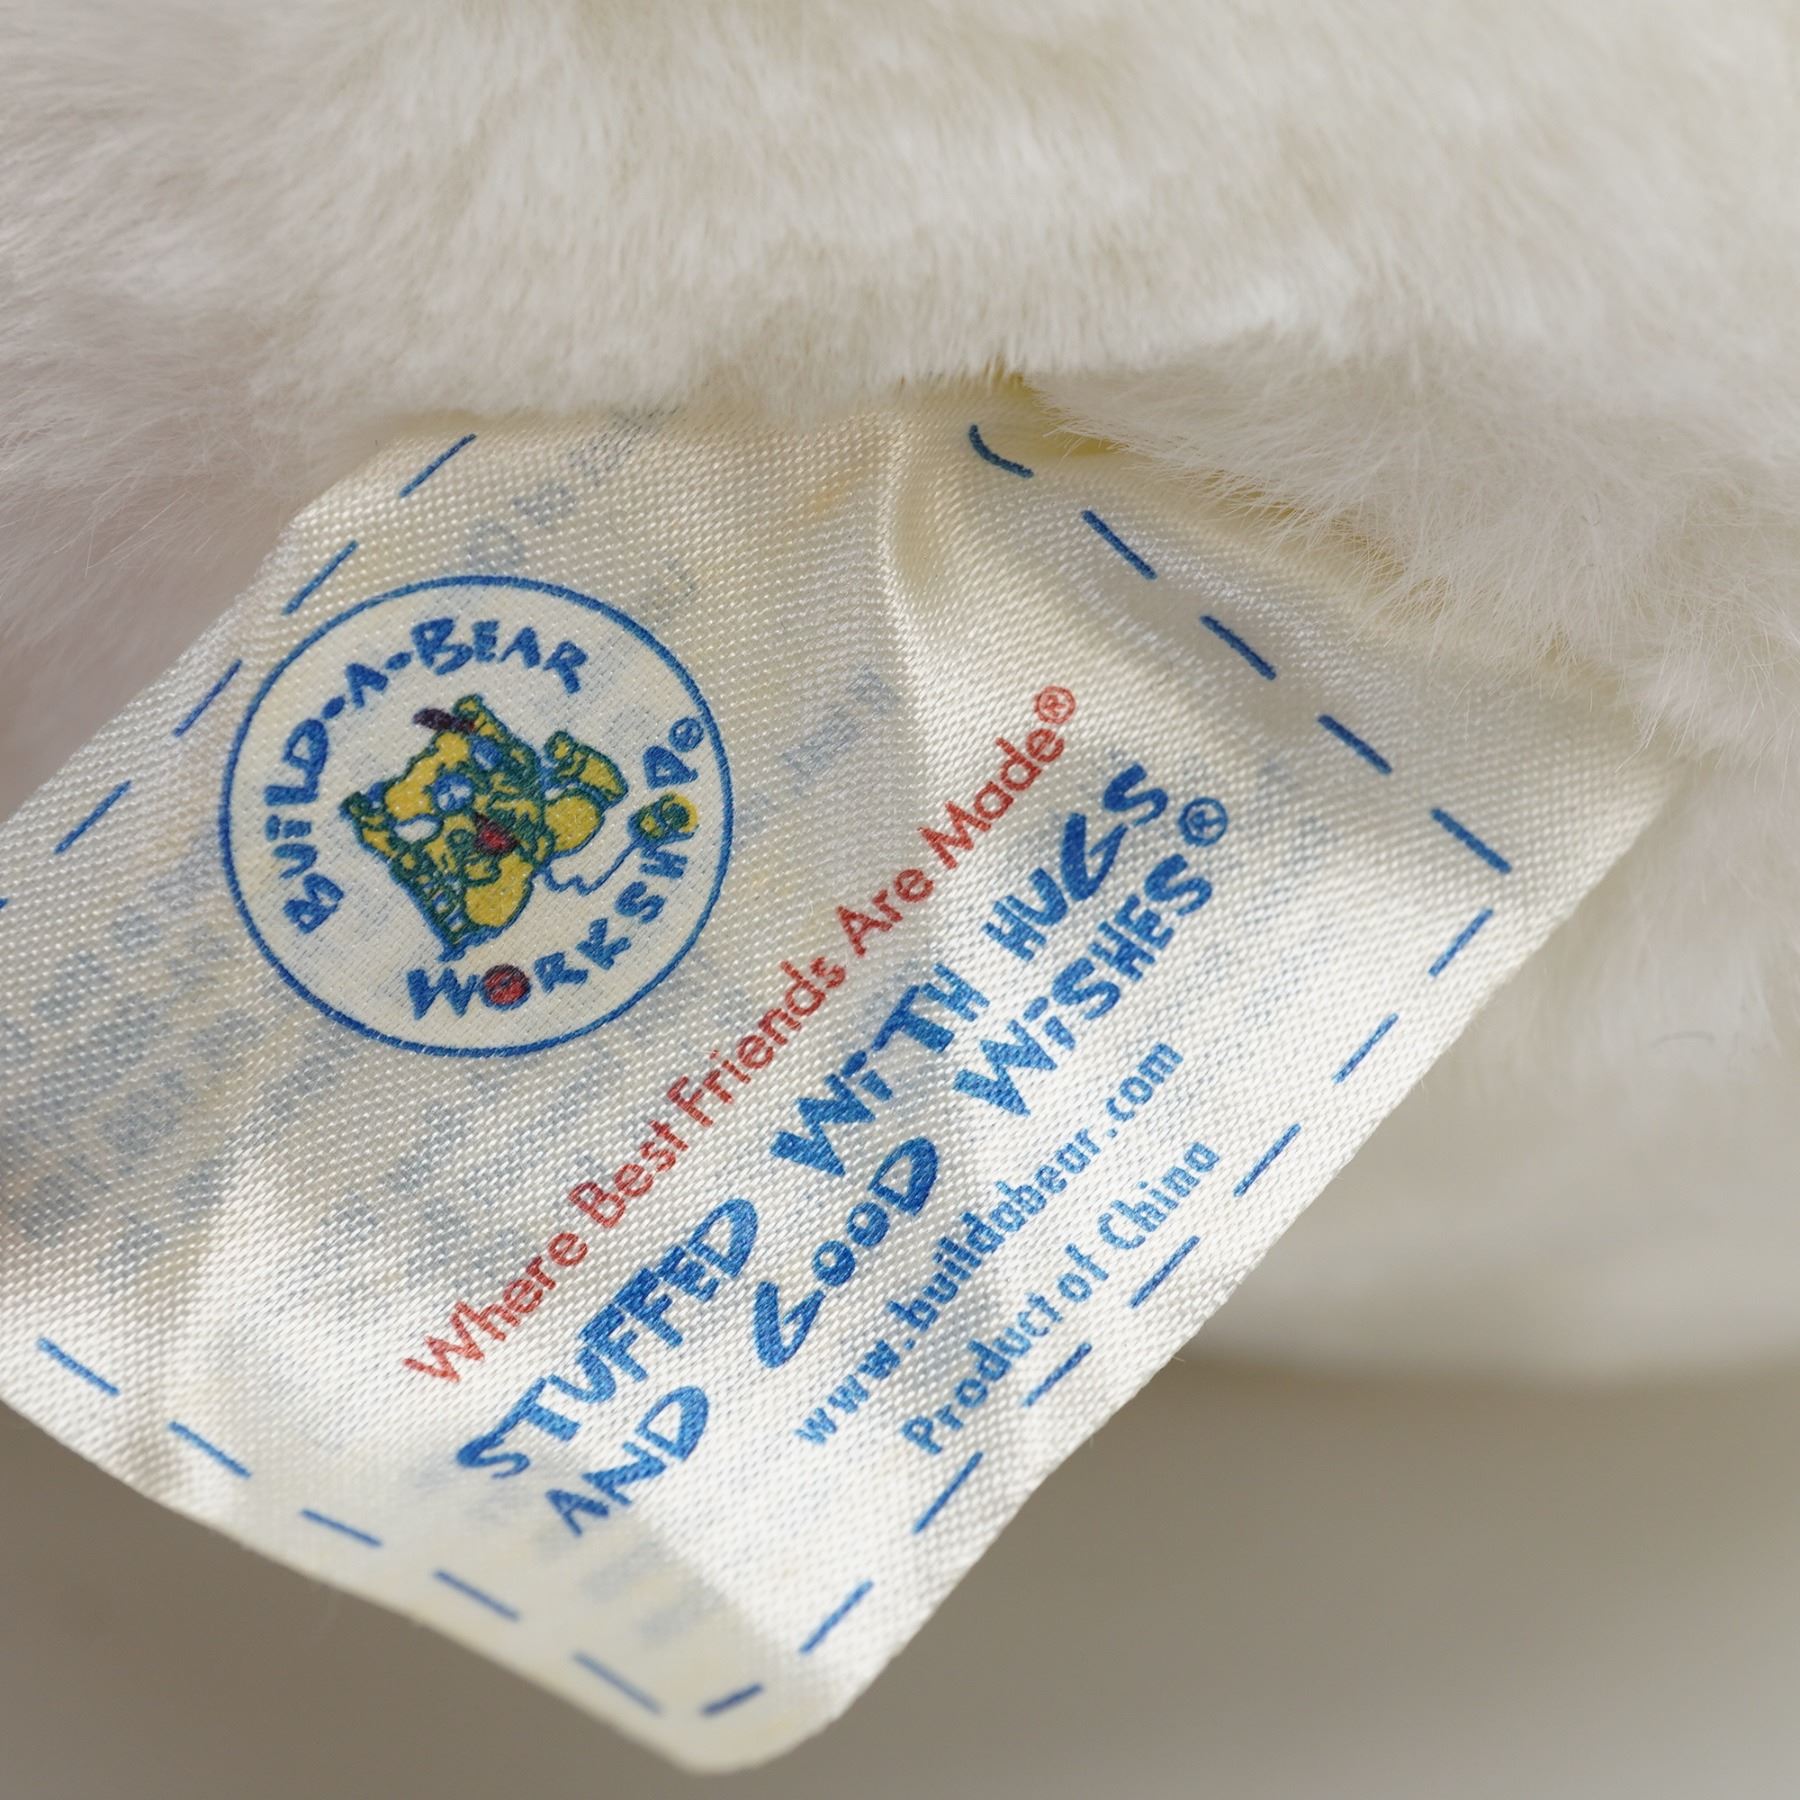 BUiLD-A-BEAR
WORKSHOP®
Where Best Friends Are Made®
STUFFED WiTH HUGS
AND GOOD WiSHES®
www.buildabear.com
Product of China